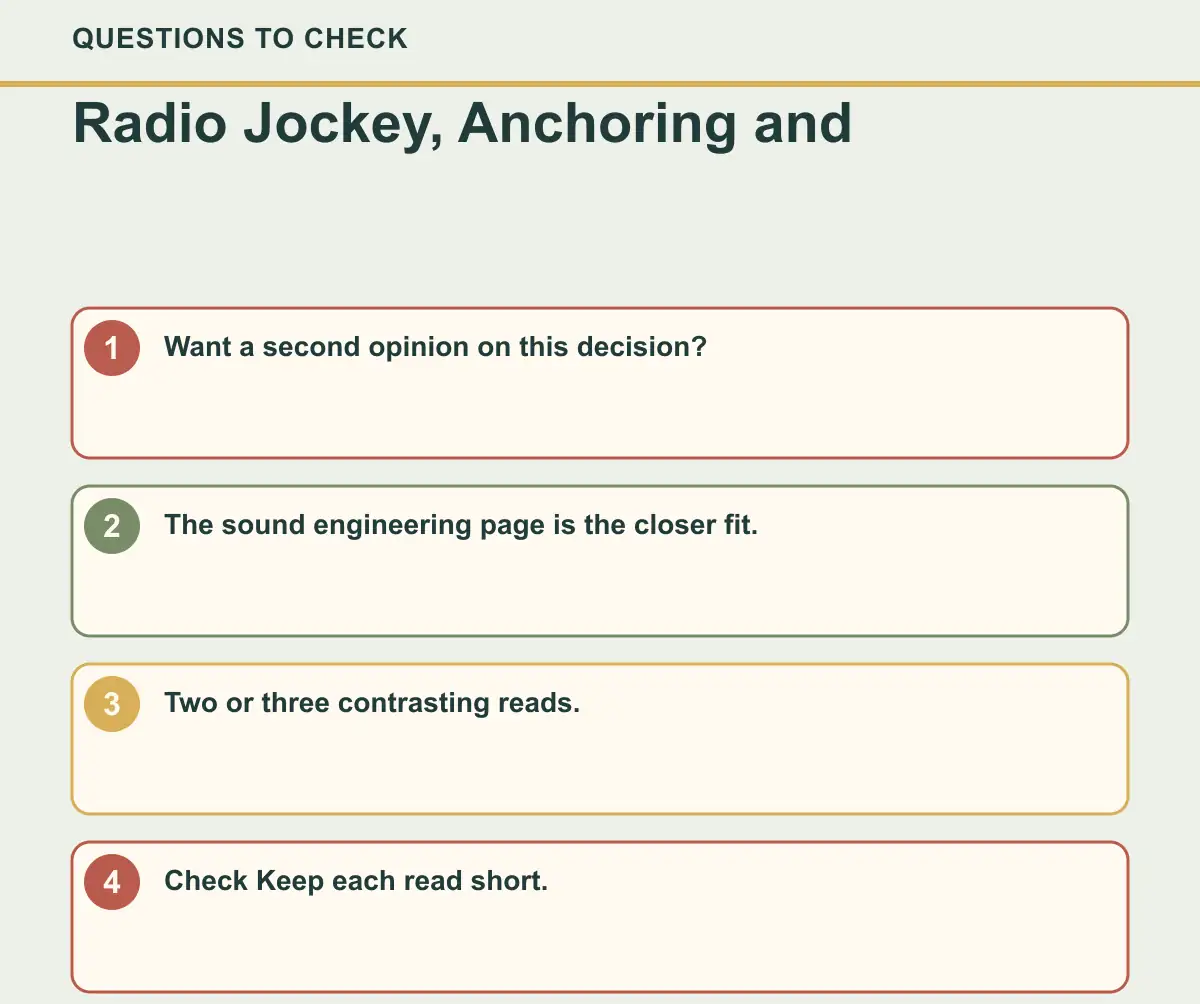 QUESTIONS TO CHECK
Radio Jockey, Anchoring and
1
Want a second opinion on this decision?
2
The sound engineering page is the closer fit.
3
Two or three contrasting reads.
4
Check Keep each read short.